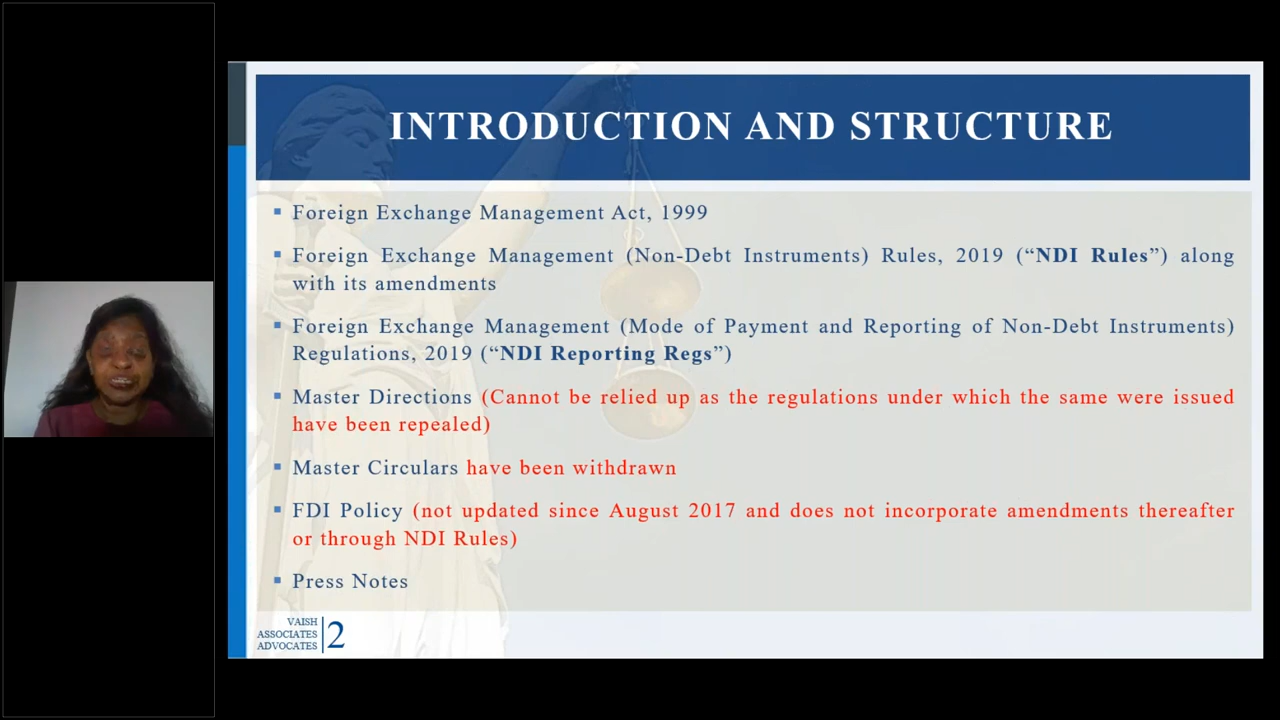 INTRODUCTION AND STRUCTURE
▪ Foreign Exchange Management Act, 1999
▪ Foreign Exchange Management (Non-Debt Instruments) Rules, 2019 (“NDI Rules”) along
with its amendments
▪ Foreign Exchange Management (Mode of Payment and Reporting of Non-Debt Instruments)
Regulations, 2019 (“NDI Reporting Regs”)
▪ Master Directions (Cannot be relied up as the regulations under which the same were issued
have been repealed)
▪ Master Circulars have been withdrawn
▪ FDI Policy (not updated since August 2017 and does not incorporate amendments thereafter
or through NDI Rules)
▪ Press Notes
VAISH
ASSOCIATES
ADVOCATES
2